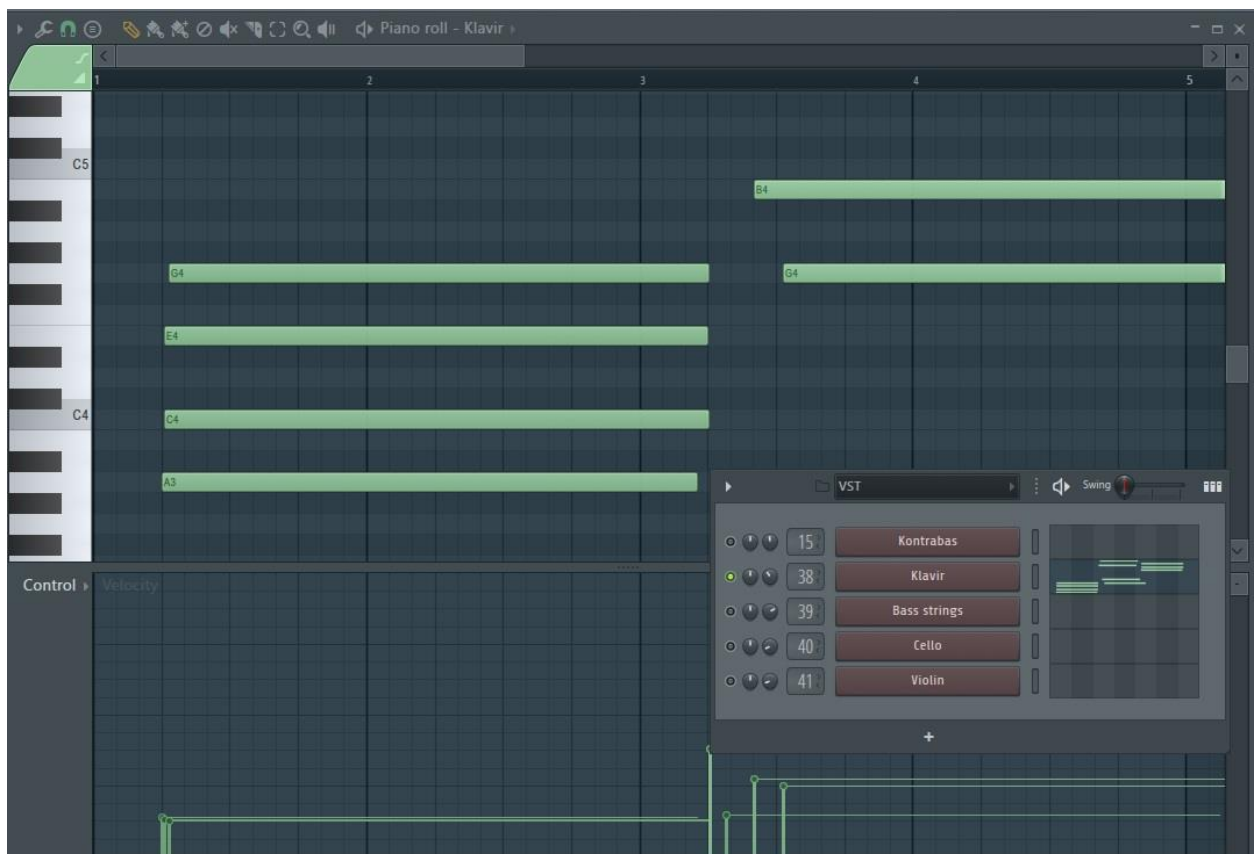 Piano roll - Klavir
1 2 3 4 5
C5
B4
G4 G4
E4
C4 C4
A3
VST Swing
15 Kontrabas
38 Klavir
39 Bass strings
40 Cello
41 Violin
+
Control Velocity